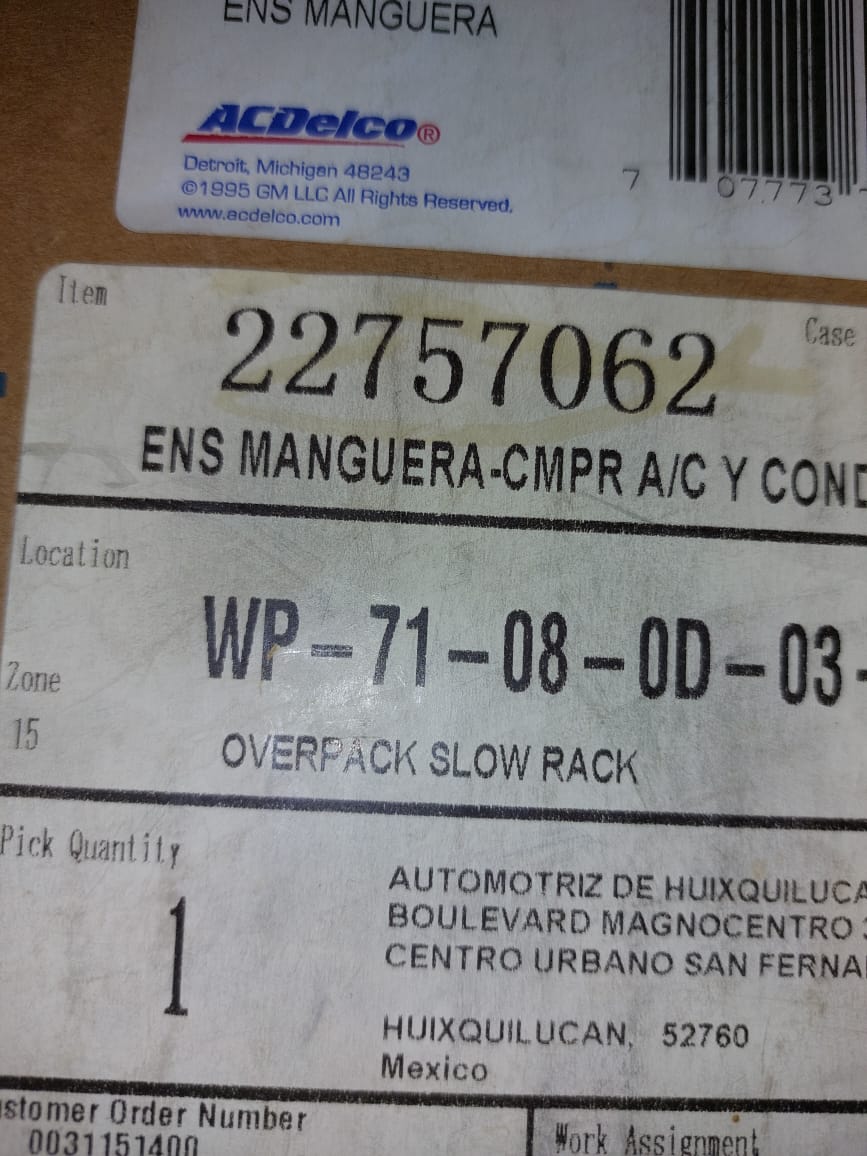 ENS MANGUERA
ACDelco®
Detroit, Michigan 48243
©1995 GM LLC All Rights Reserved.
www.acdelco.com
7 07773
Item
22757062
Case
ENS MANGUERA-CMPR A/C Y COND
Location
WP-71-08-0D-03-
Zone
15
OVERPACK SLOW RACK
Pick Quantity
1
AUTOMOTRIZ DE HUIXQUILUCA
BOULEVARD MAGNOCENTRO
CENTRO URBANO SAN FERNA
HUIXQUILUCAN, 52760
Mexico
stomer Order Number
0031151400
Work Assignment